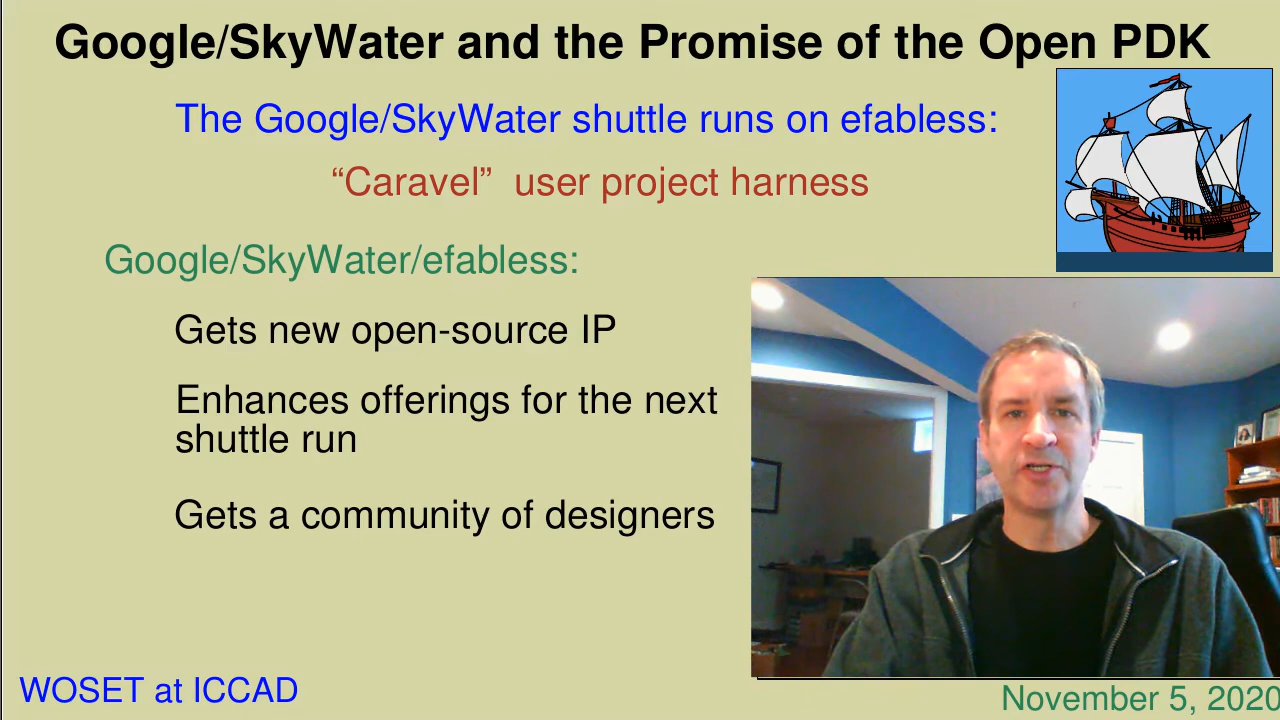 Google/SkyWater and the Promise of the Open PDK
The Google/SkyWater shuttle runs on efabless:
“Caravel” user project harness
Google/SkyWater/efabless:
Gets new open-source IP
Enhances offerings for the next
shuttle run
Gets a community of designers
WOSET at ICCAD
November 5, 2020